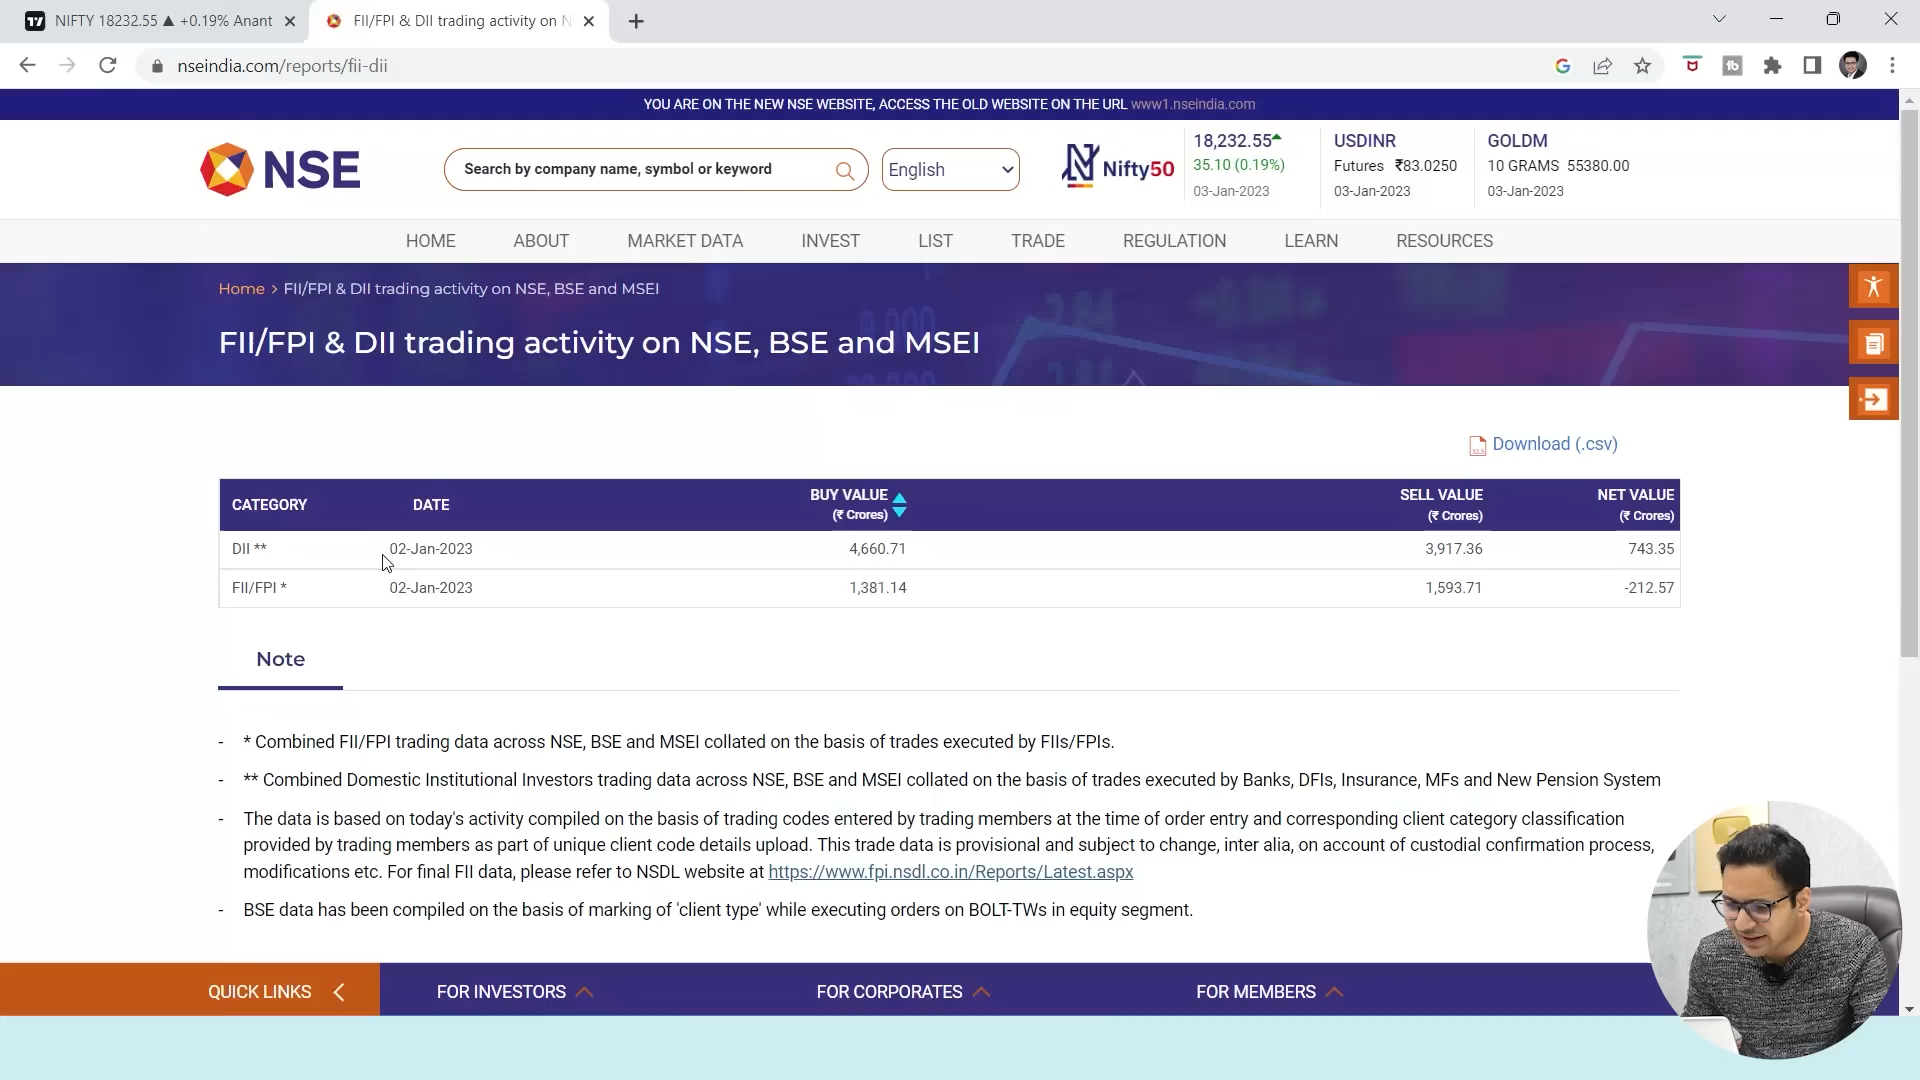 NIFTY 18232.55 ▲ +0.19% Anant
FII/FPI & DII trading activity on N
nseindia.com/reports/fii-dii
YOU ARE ON THE NEW NSE WEBSITE, ACCESS THE OLD WEBSITE ON THE URL www1.nseindia.com
NSE
Search by company name, symbol or keyword
English
Nifty50
18,232.55
35.10 (0.19%)
03-Jan-2023
USDINR
Futures ₹83.0250
03-Jan-2023
GOLDM
10 GRAMS 55380.00
03-Jan-2023
HOME ABOUT MARKET DATA INVEST LIST TRADE REGULATION LEARN RESOURCES
Home > FII/FPI & DII trading activity on NSE, BSE and MSEI
FII/FPI & DII trading activity on NSE, BSE and MSEI
Download (.csv)
CATEGORY DATE BUY VALUE (₹ Crores) SELL VALUE (₹ Crores) NET VALUE (₹ Crores)
DII ** 02-Jan-2023 4,660.71 3,917.36 743.35
FII/FPI * 02-Jan-2023 1,381.14 1,593.71 -212.57
Note
- * Combined FII/FPI trading data across NSE, BSE and MSEI collated on the basis of trades executed by FIIs/FPIs.
- ** Combined Domestic Institutional Investors trading data across NSE, BSE and MSEI collated on the basis of trades executed by Banks, DFIs, Insurance, MFs and New Pension System
- The data is based on today's activity compiled on the basis of trading codes entered by trading members at the time of order entry and corresponding client category classification
provided by trading members as part of unique client code details upload. This trade data is provisional and subject to change, inter alia, on account of custodial confirmation process,
modifications etc. For final FII data, please refer to NSDL website at https://www.fpi.nsdl.co.in/Reports/Latest.aspx
- BSE data has been compiled on the basis of marking of 'client type' while executing orders on BOLT-TWs in equity segment.
QUICK LINKS FOR INVESTORS FOR CORPORATES FOR MEMBERS